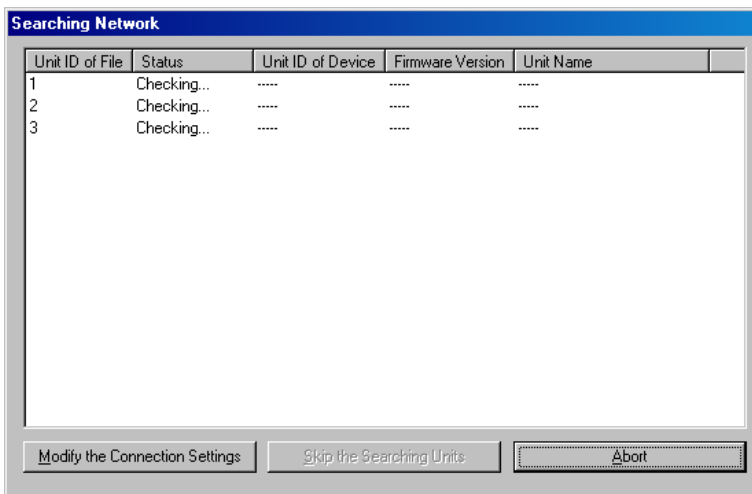 Searching Network
Unit ID of File Status Unit ID of Device Firmware Version Unit Name
1 Checking... ----- ----- -----
2 Checking... ----- ----- -----
3 Checking... ----- ----- -----
Modify the Connection Settings Skip the Searching Units Abort